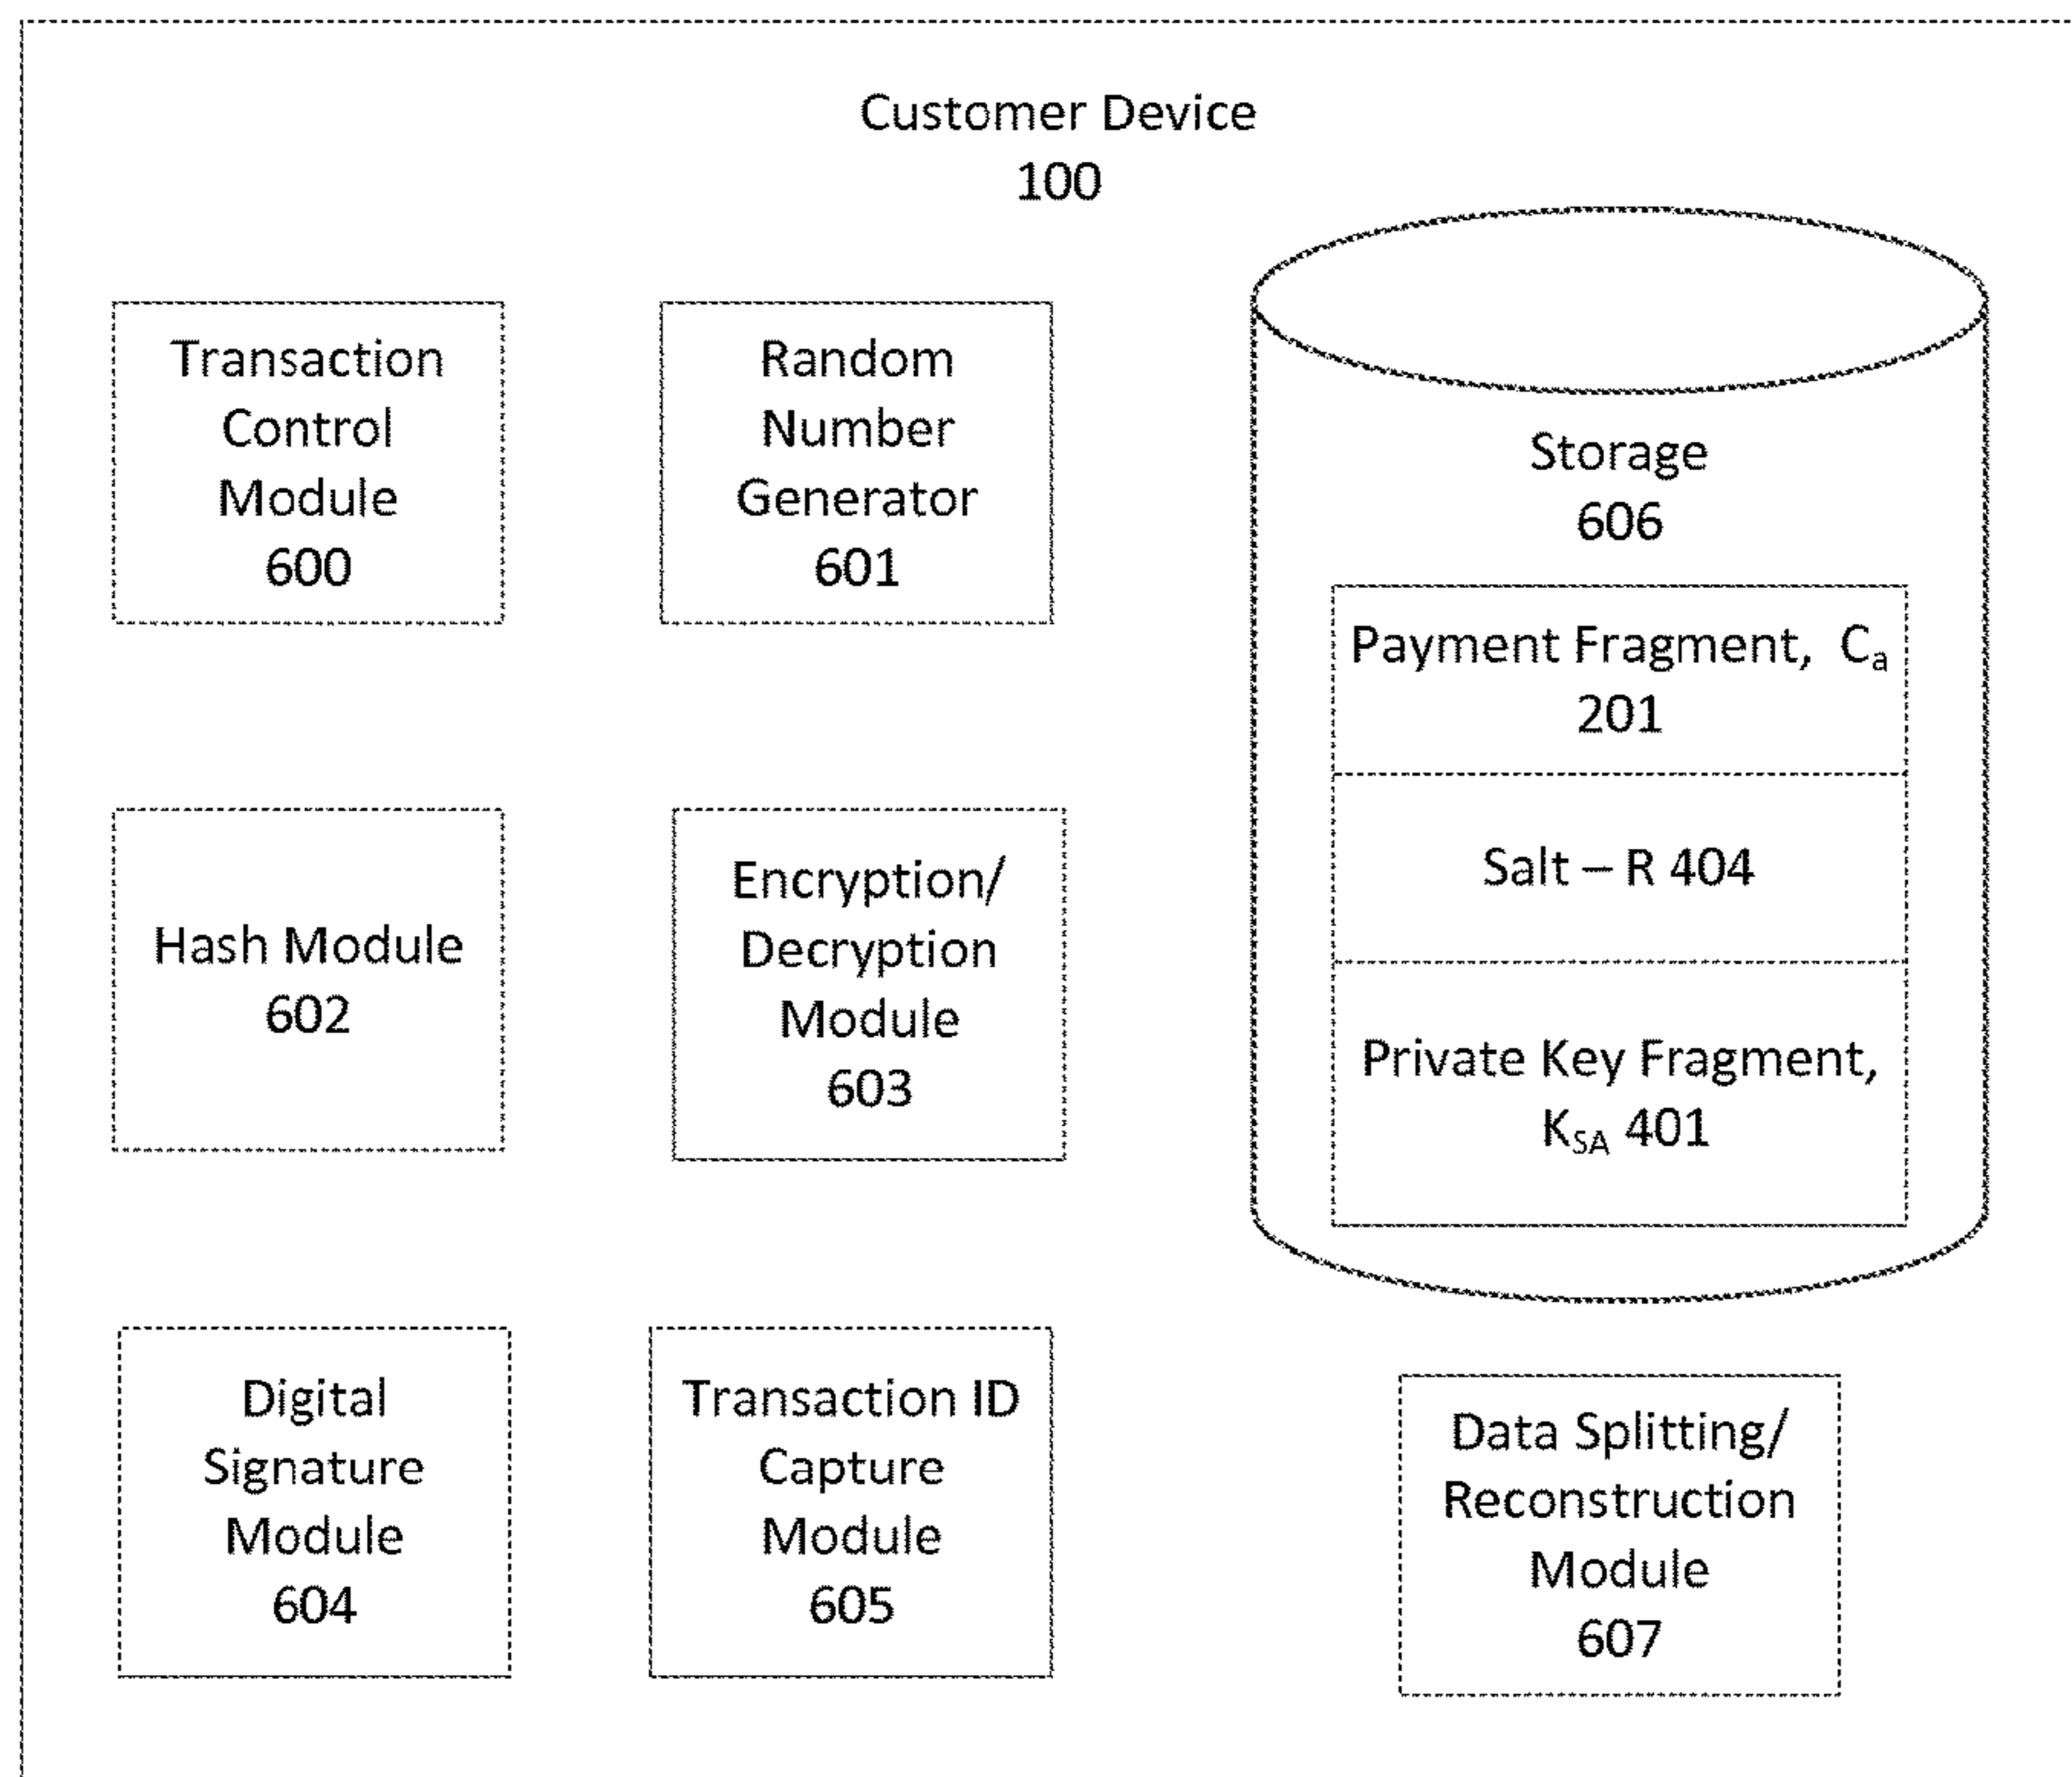 Customer Device
100
Transaction
Control
Module
600
Random
Number
Generator
601
Storage
606
Payment Fragment, Cₐ
201
Salt – R 404
Private Key Fragment,
K_SA 401
Hash Module
602
Encryption/
Decryption
Module
603
Digital
Signature
Module
604
Transaction ID
Capture
Module
605
Data Splitting/
Reconstruction
Module
607